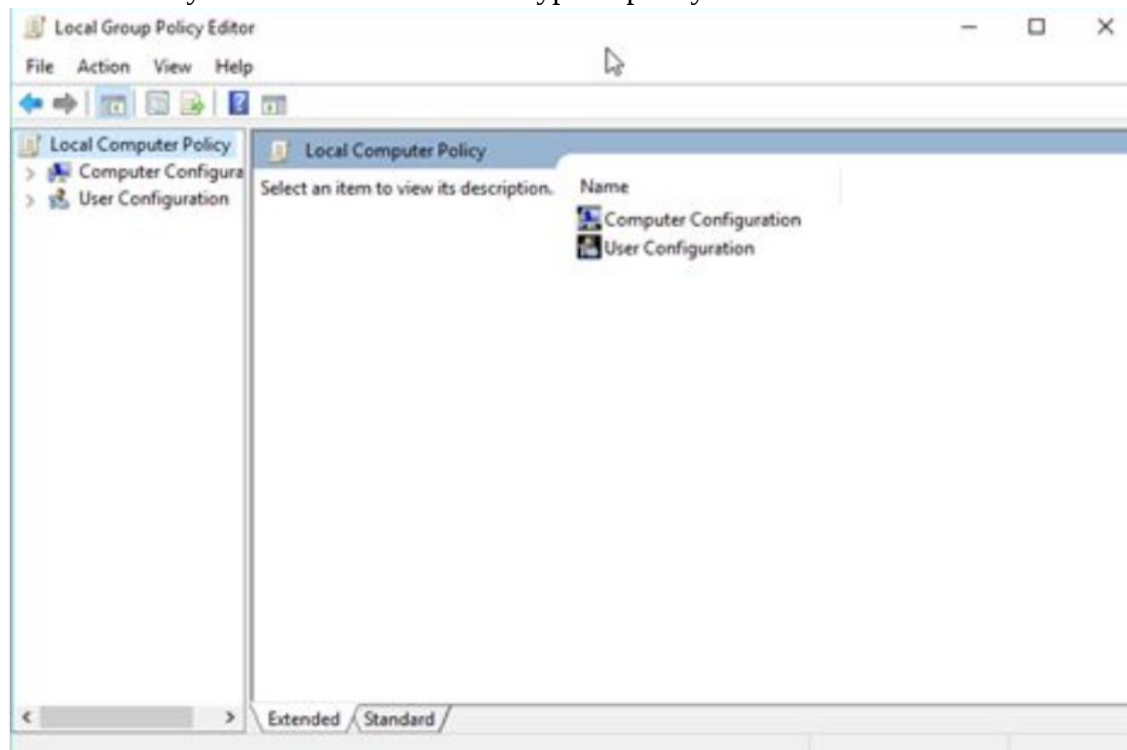 Local Group Policy Editor
File Action View Help
Local Computer Policy
Computer Configura
User Configuration
Local Computer Policy
Select an item to view its description.
Name
Computer Configuration
User Configuration
Extended Standard